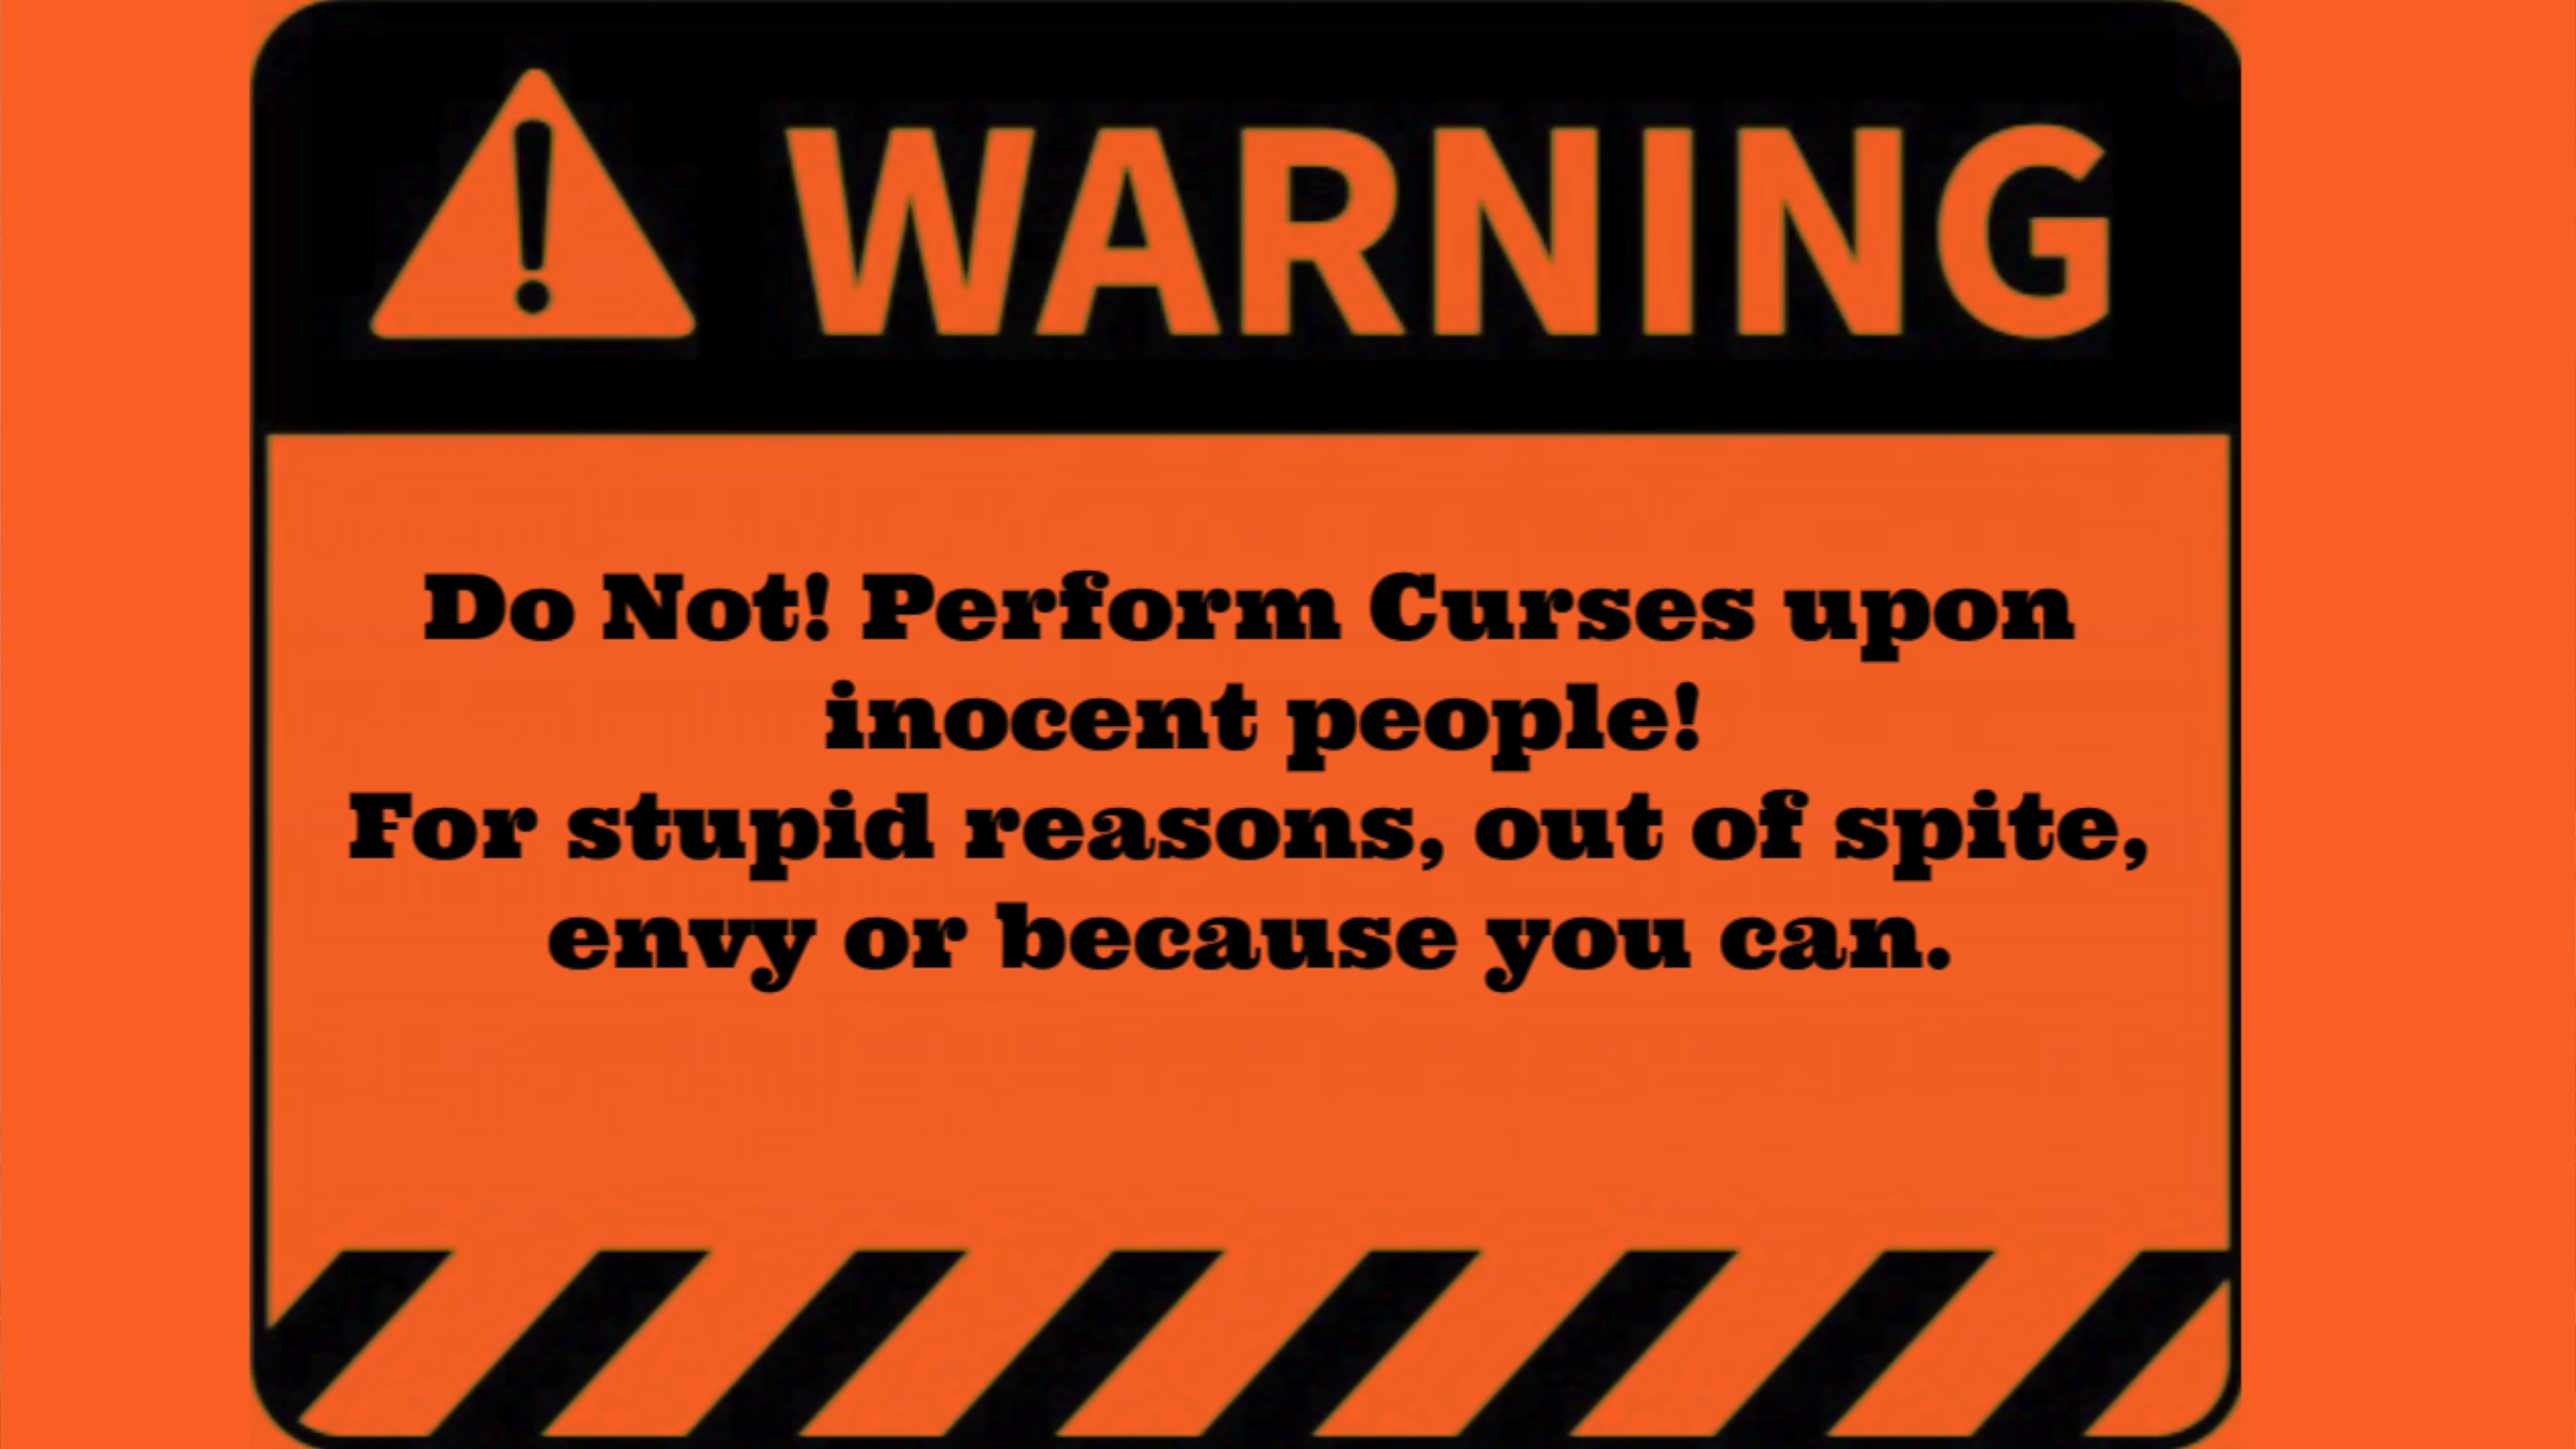 WARNING
Do Not! Perform Curses upon
inocent people!
For stupid reasons, out of spite,
envy or because you can.